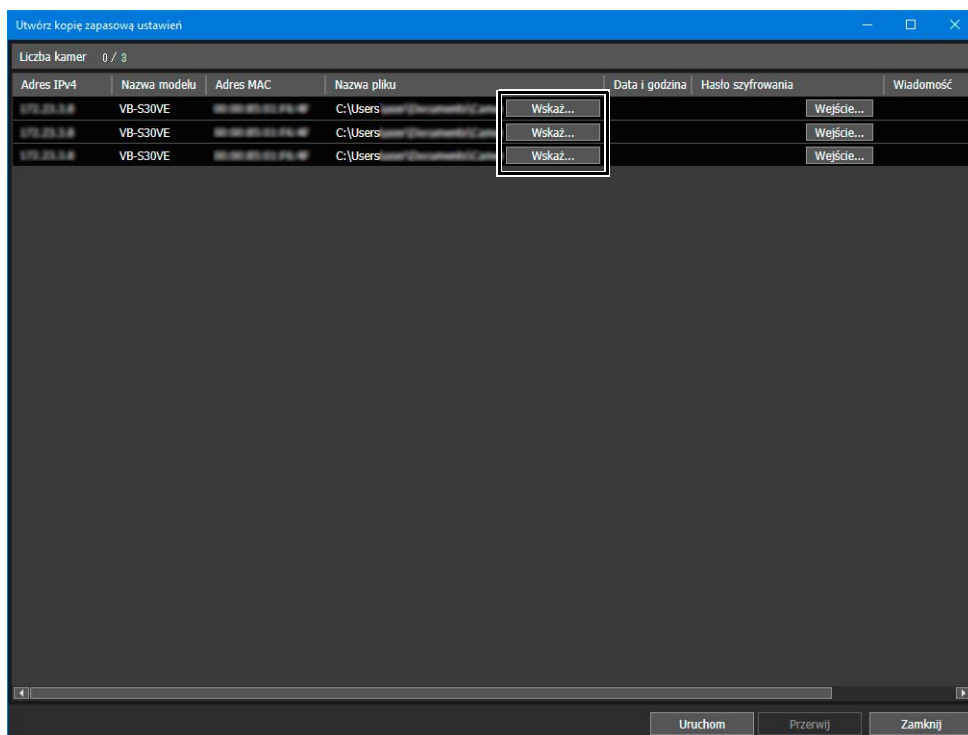 Utwórz kopię zapasową ustawień
Liczba kamer 0 / 3
Adres IPv4 Nazwa modelu Adres MAC Nazwa pliku Data i godzina Hasło szyfrowania Wiadomość
VB-S30VE C:\Users Wskaż... Wejście...
VB-S30VE C:\Users Wskaż... Wejście...
VB-S30VE C:\Users Wskaż... Wejście...
Uruchom Przerwij Zamknij